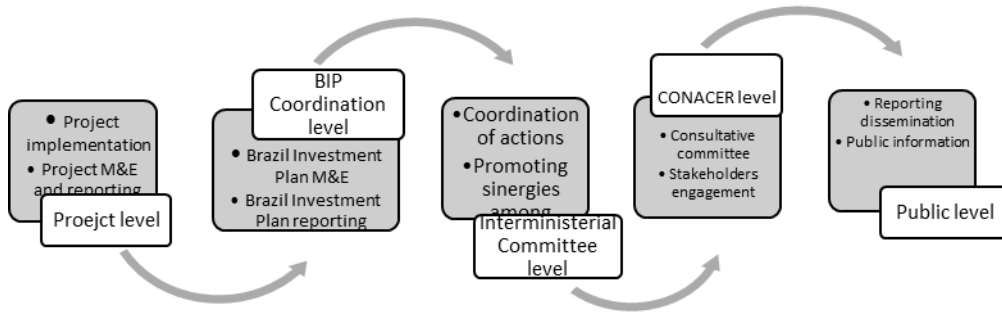 • Project
implementation
• Project M&E
and reporting
Proejct level
BIP
Coordination
level
• Brazil Investment
Plan M&E
• Brazil Investment
Plan reporting
• Coordination
of actions
• Promoting
sinergies
among
Interministerial
Committee
level
CONACER level
• Consultative
committee
• Stakeholders
engagement
• Reporting
dissemination
• Public information
Public level